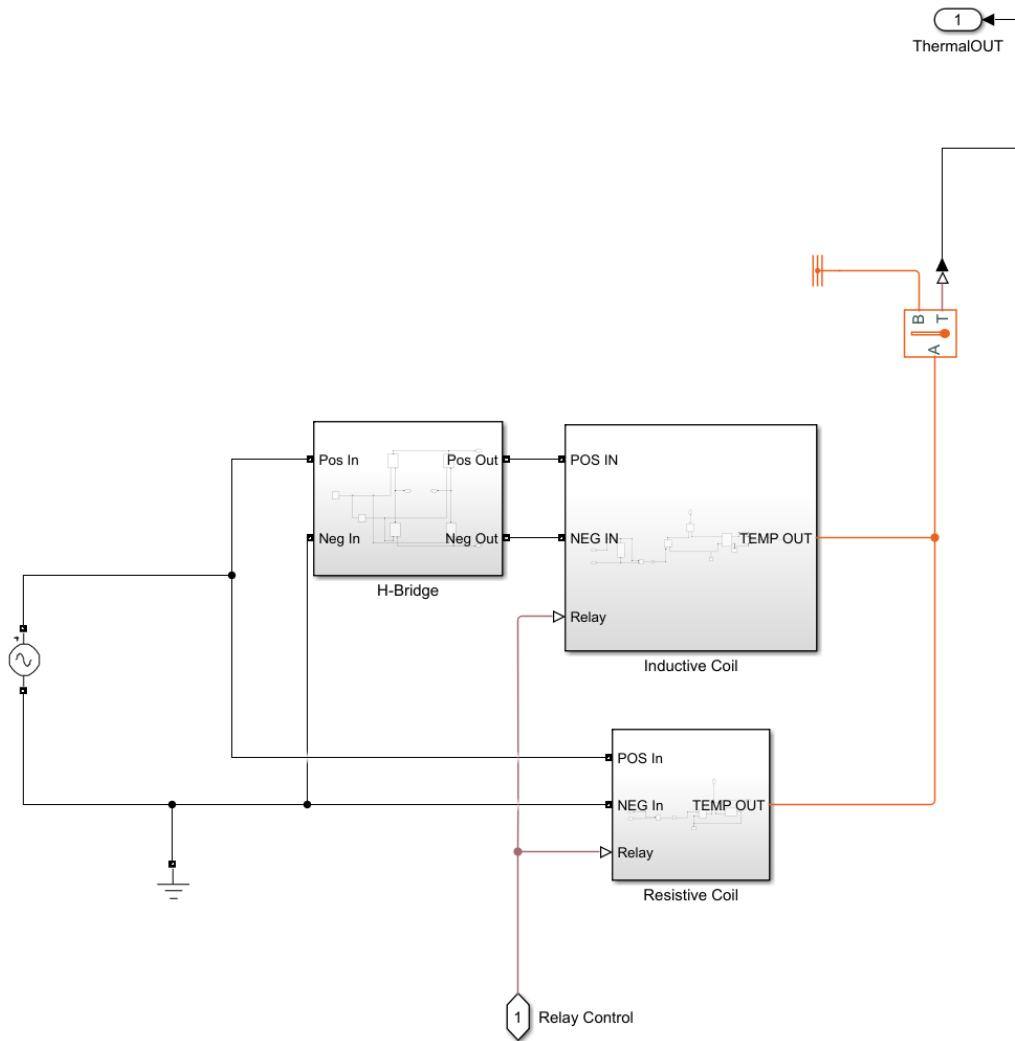 1
ThermalOUT
B
T
A
Pos In
Pos Out
Neg In
Neg Out
H-Bridge
POS IN
NEG IN
TEMP OUT
Relay
Inductive Coil
POS In
NEG In
TEMP OUT
Relay
Resistive Coil
1
Relay Control